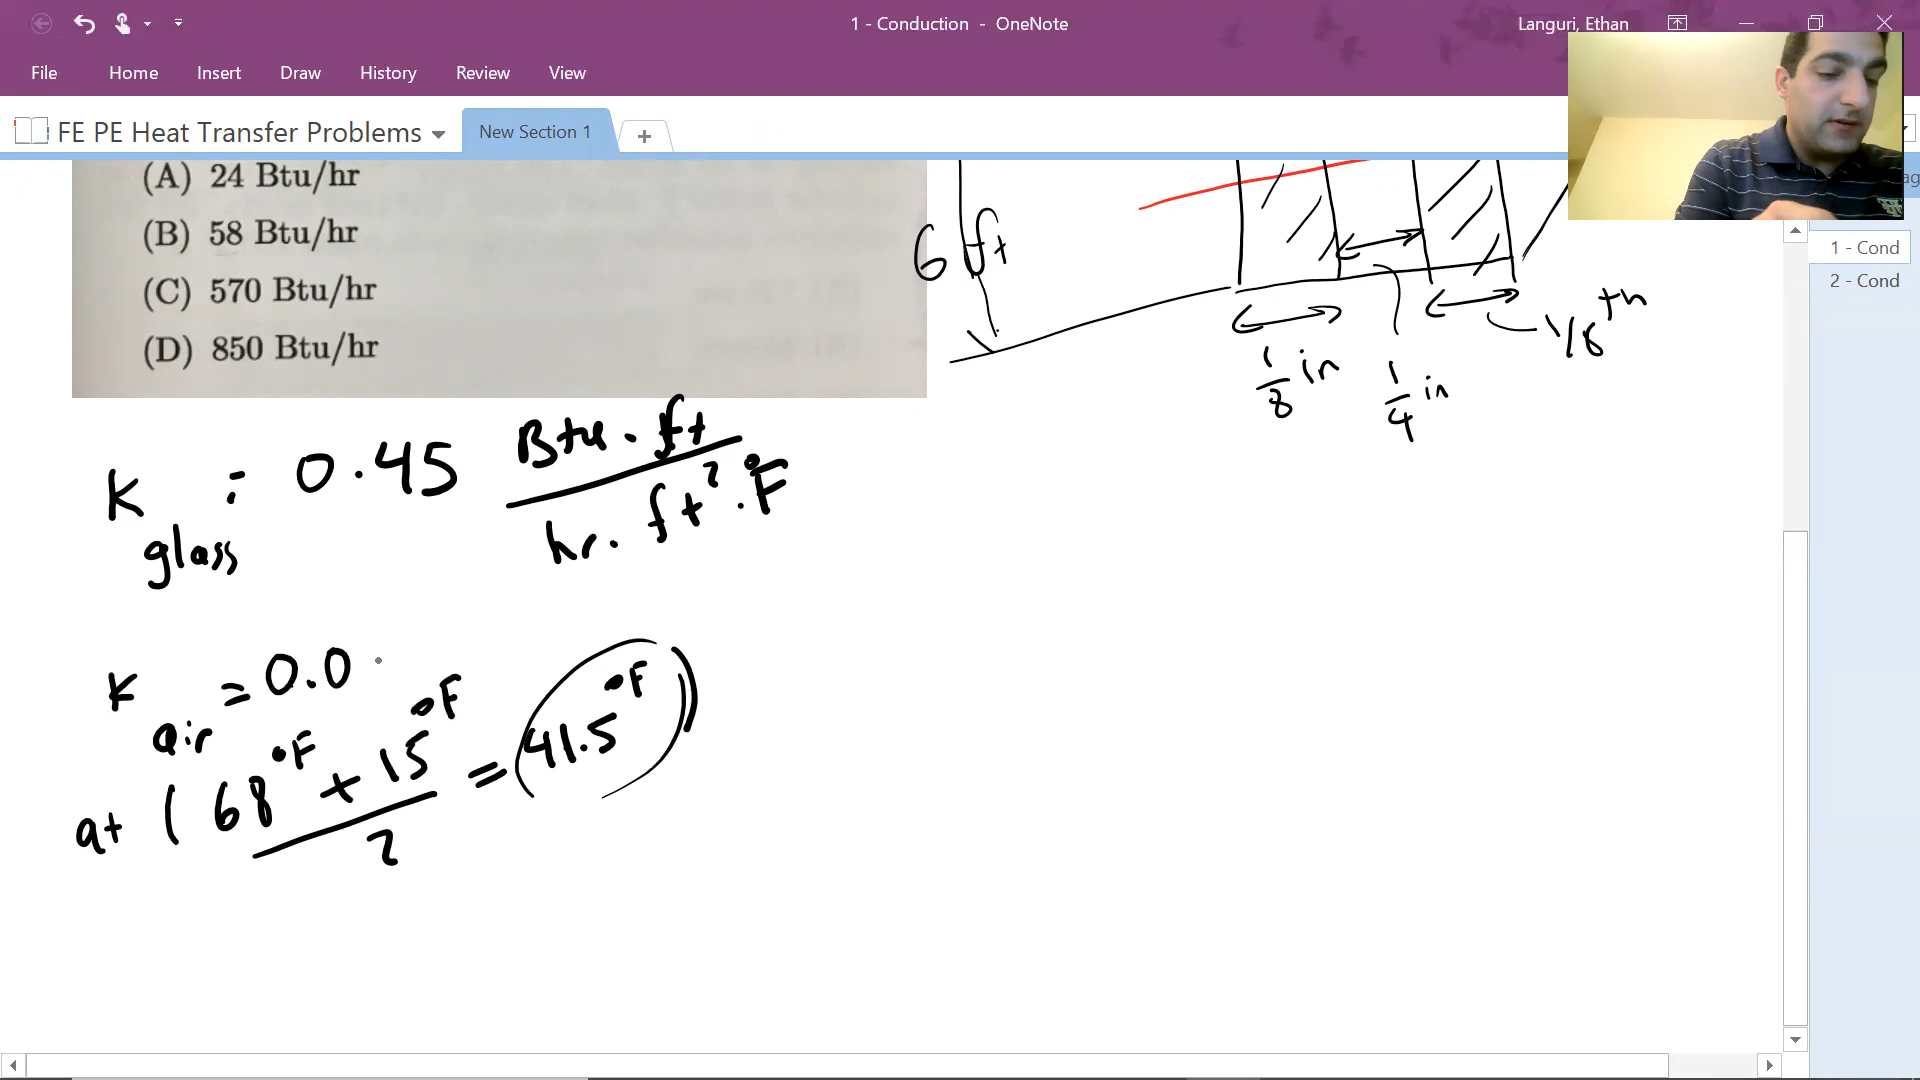 1 - Conduction - OneNote
Languri, Ethan
File Home Insert Draw History Review View
FE PE Heat Transfer Problems
New Section 1
1 - Cond
2 - Cond
(A) 24 Btu/hr
(B) 58 Btu/hr
(C) 570 Btu/hr
(D) 850 Btu/hr
6 ft
1/8 in
1/4 in
1/8 th
K glass : 0.45 Btu . ft / hr . ft² . °F
K air = 0.0
at ( 68 °F + 15 °F / 2 = 41.5 °F )